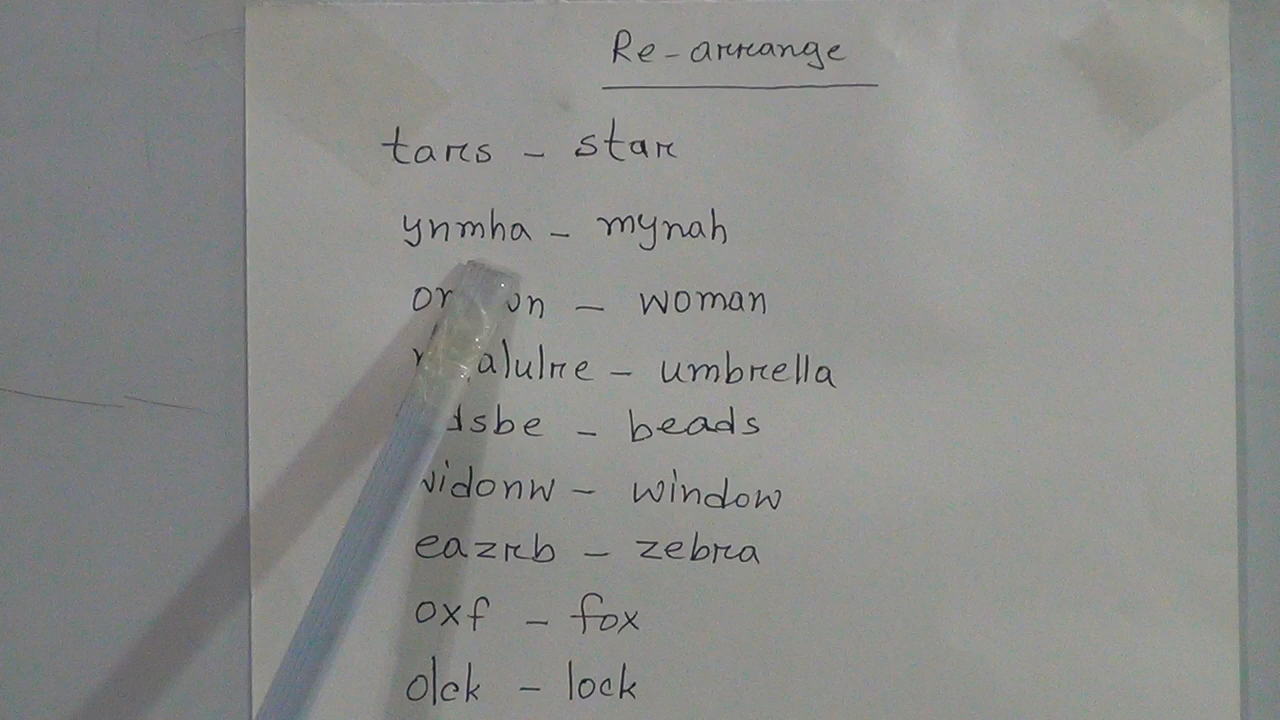 Re-arrange
tars - star
ynmha - mynah
- woman
- umbrella
- beads
- window
eazrb - zebra
oxf - fox
olck - lock